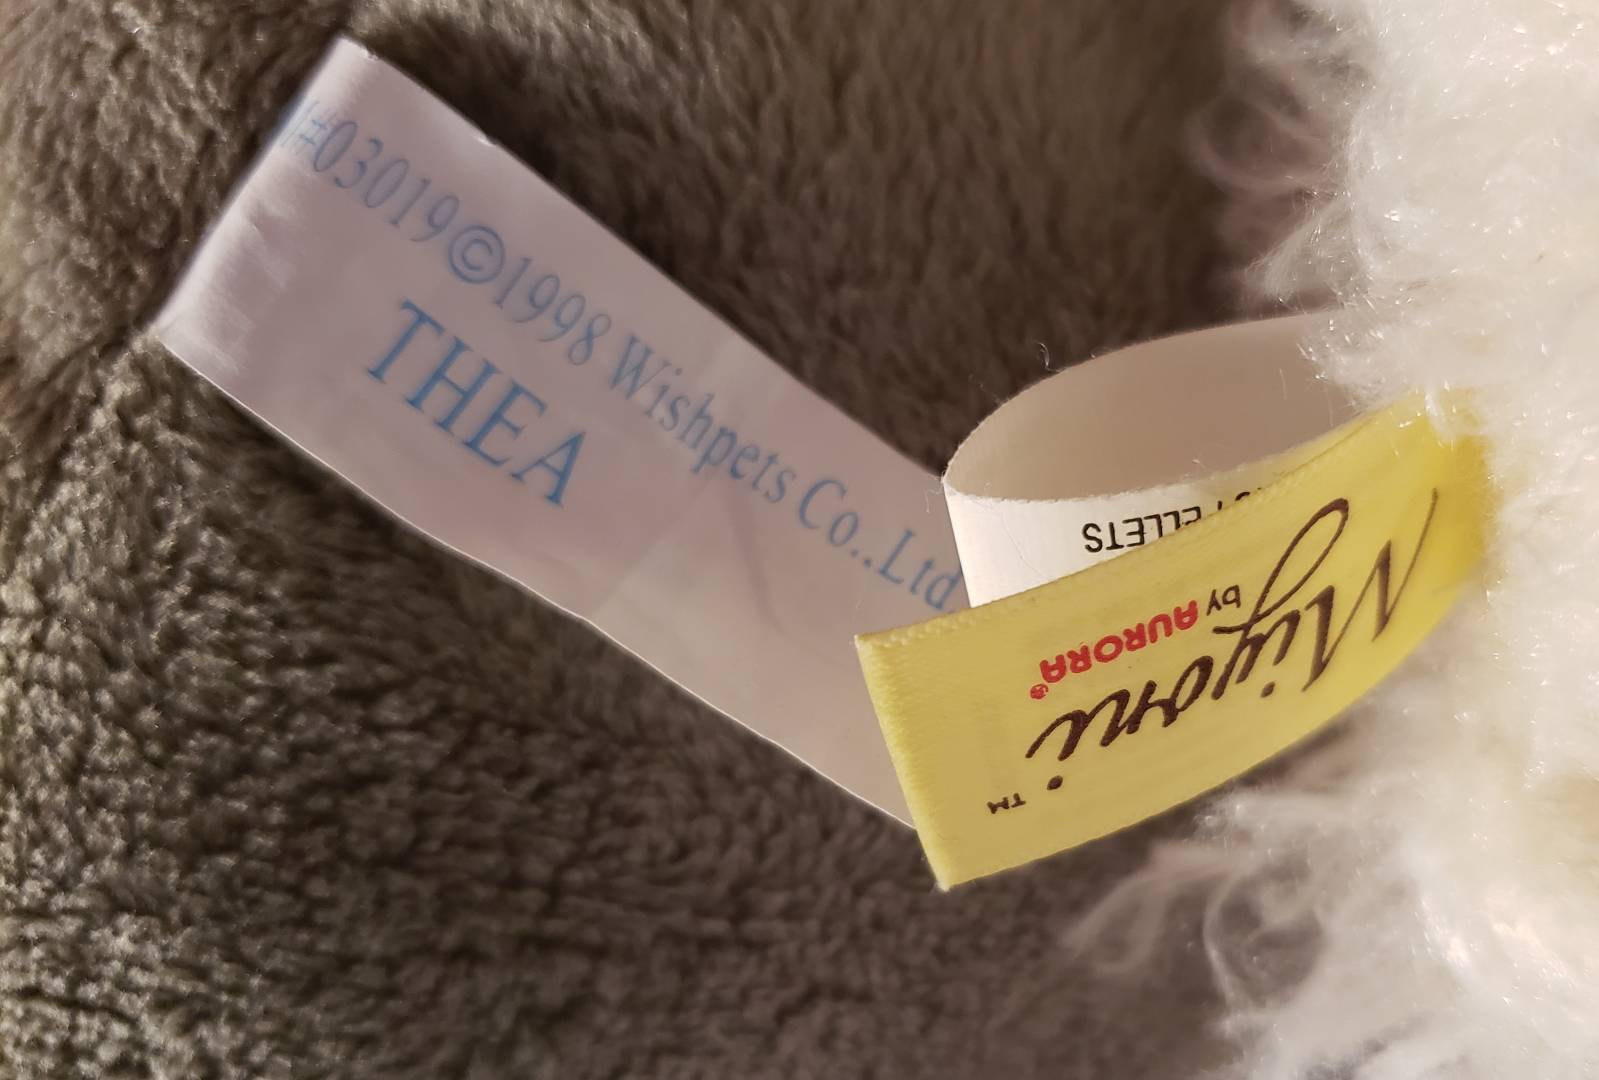 #03019©1998 Wishpets Co.,Ltd
THEA
ELLETS
Miyoni
by AURORA®
TM